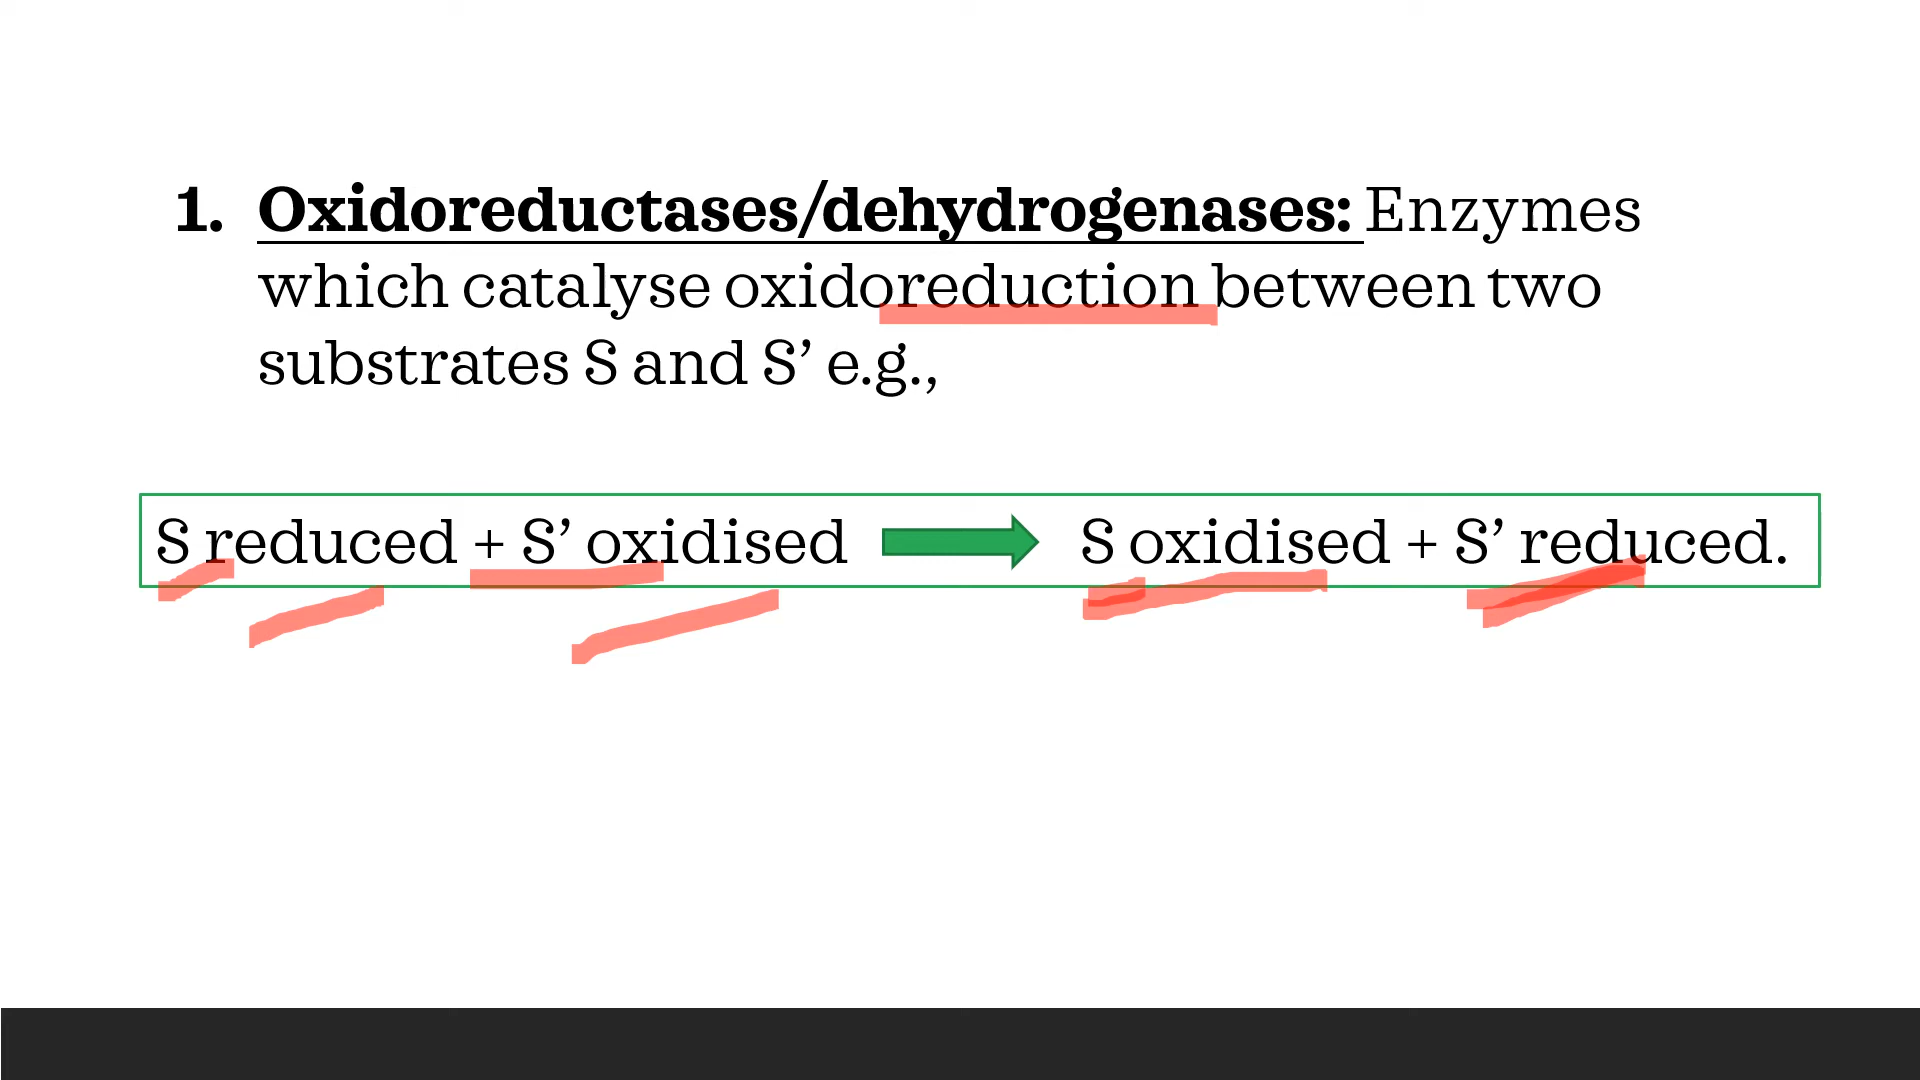 1. Oxidoreductases/dehydrogenases: Enzymes
which catalyse oxidoreduction between two
substrates S and S’ e.g.,
S reduced + S’ oxidised S oxidised + S’ reduced.